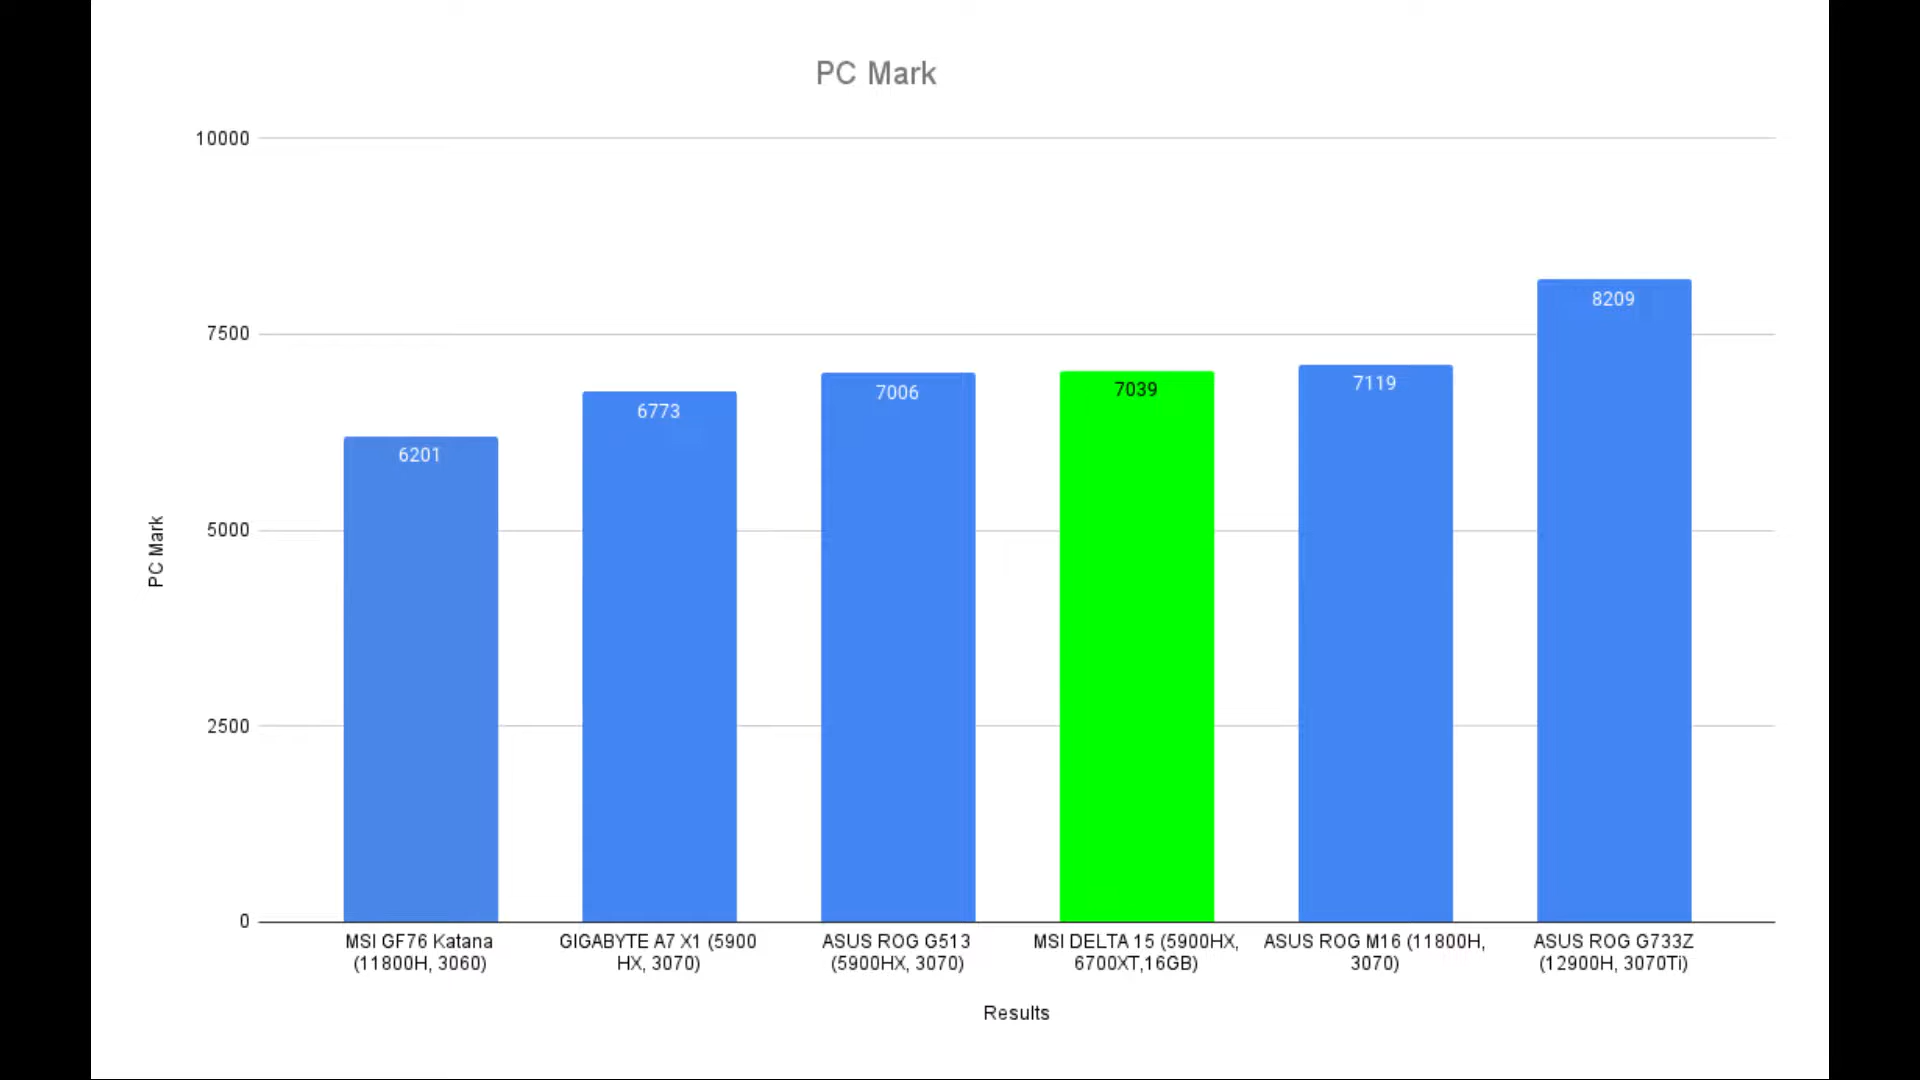 PC Mark
10000
7500
5000
2500
0
PC Mark
6201
6773
7006
7039
7119
8209
MSI GF76 Katana
(11800H, 3060)
GIGABYTE A7 X1 (5900
HX, 3070)
ASUS ROG G513
(5900HX, 3070)
MSI DELTA 15 (5900HX,
6700XT,16GB)
ASUS ROG M16 (11800H,
3070)
ASUS ROG G733Z
(12900H, 3070Ti)
Results